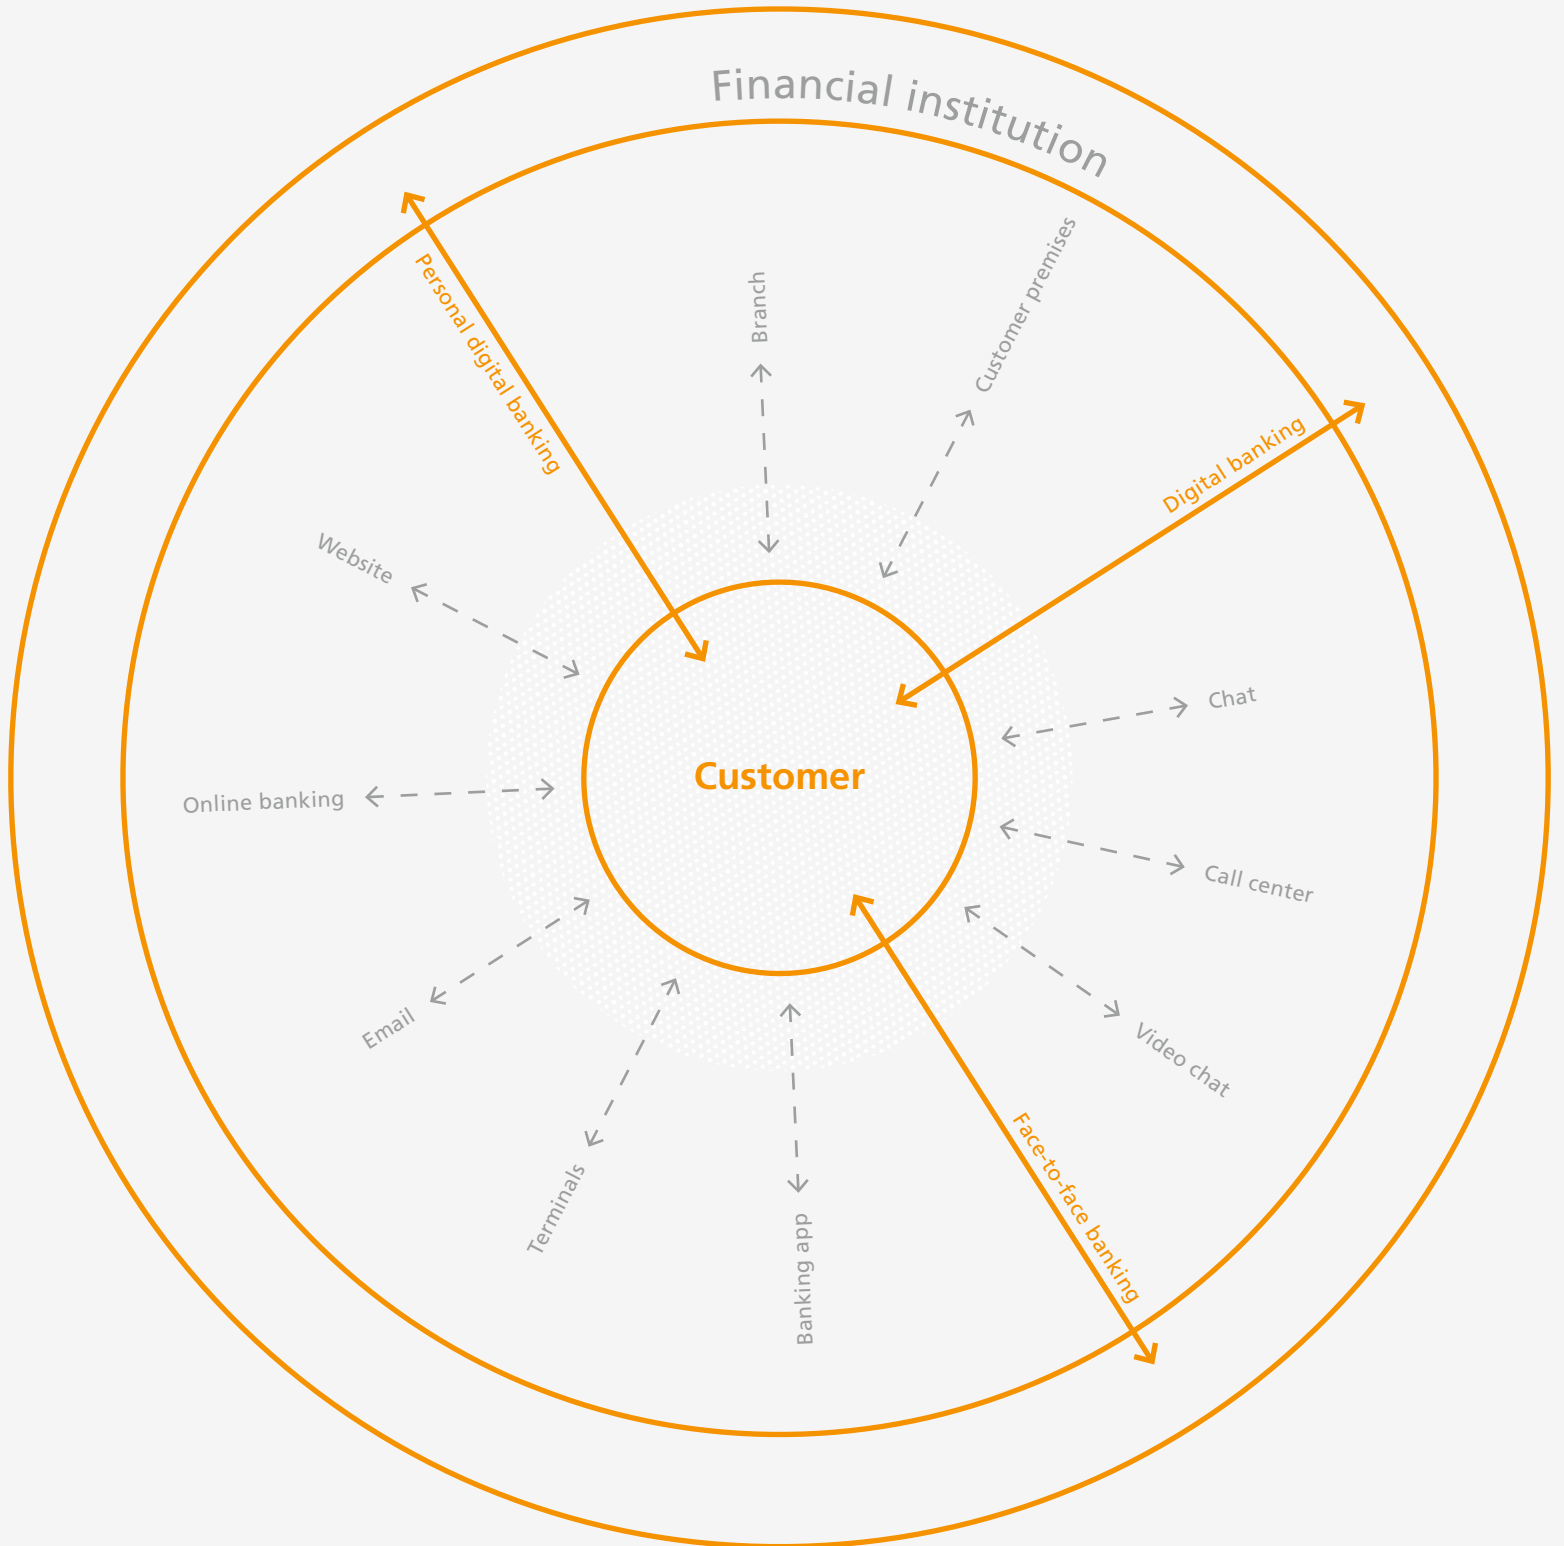 Financial institution
Customer premises
Branch
Personal digital banking
Digital banking
Website
Chat
Customer
Online banking
Call center
Email
Video chat
Terminals
Face-to-face banking
Banking app